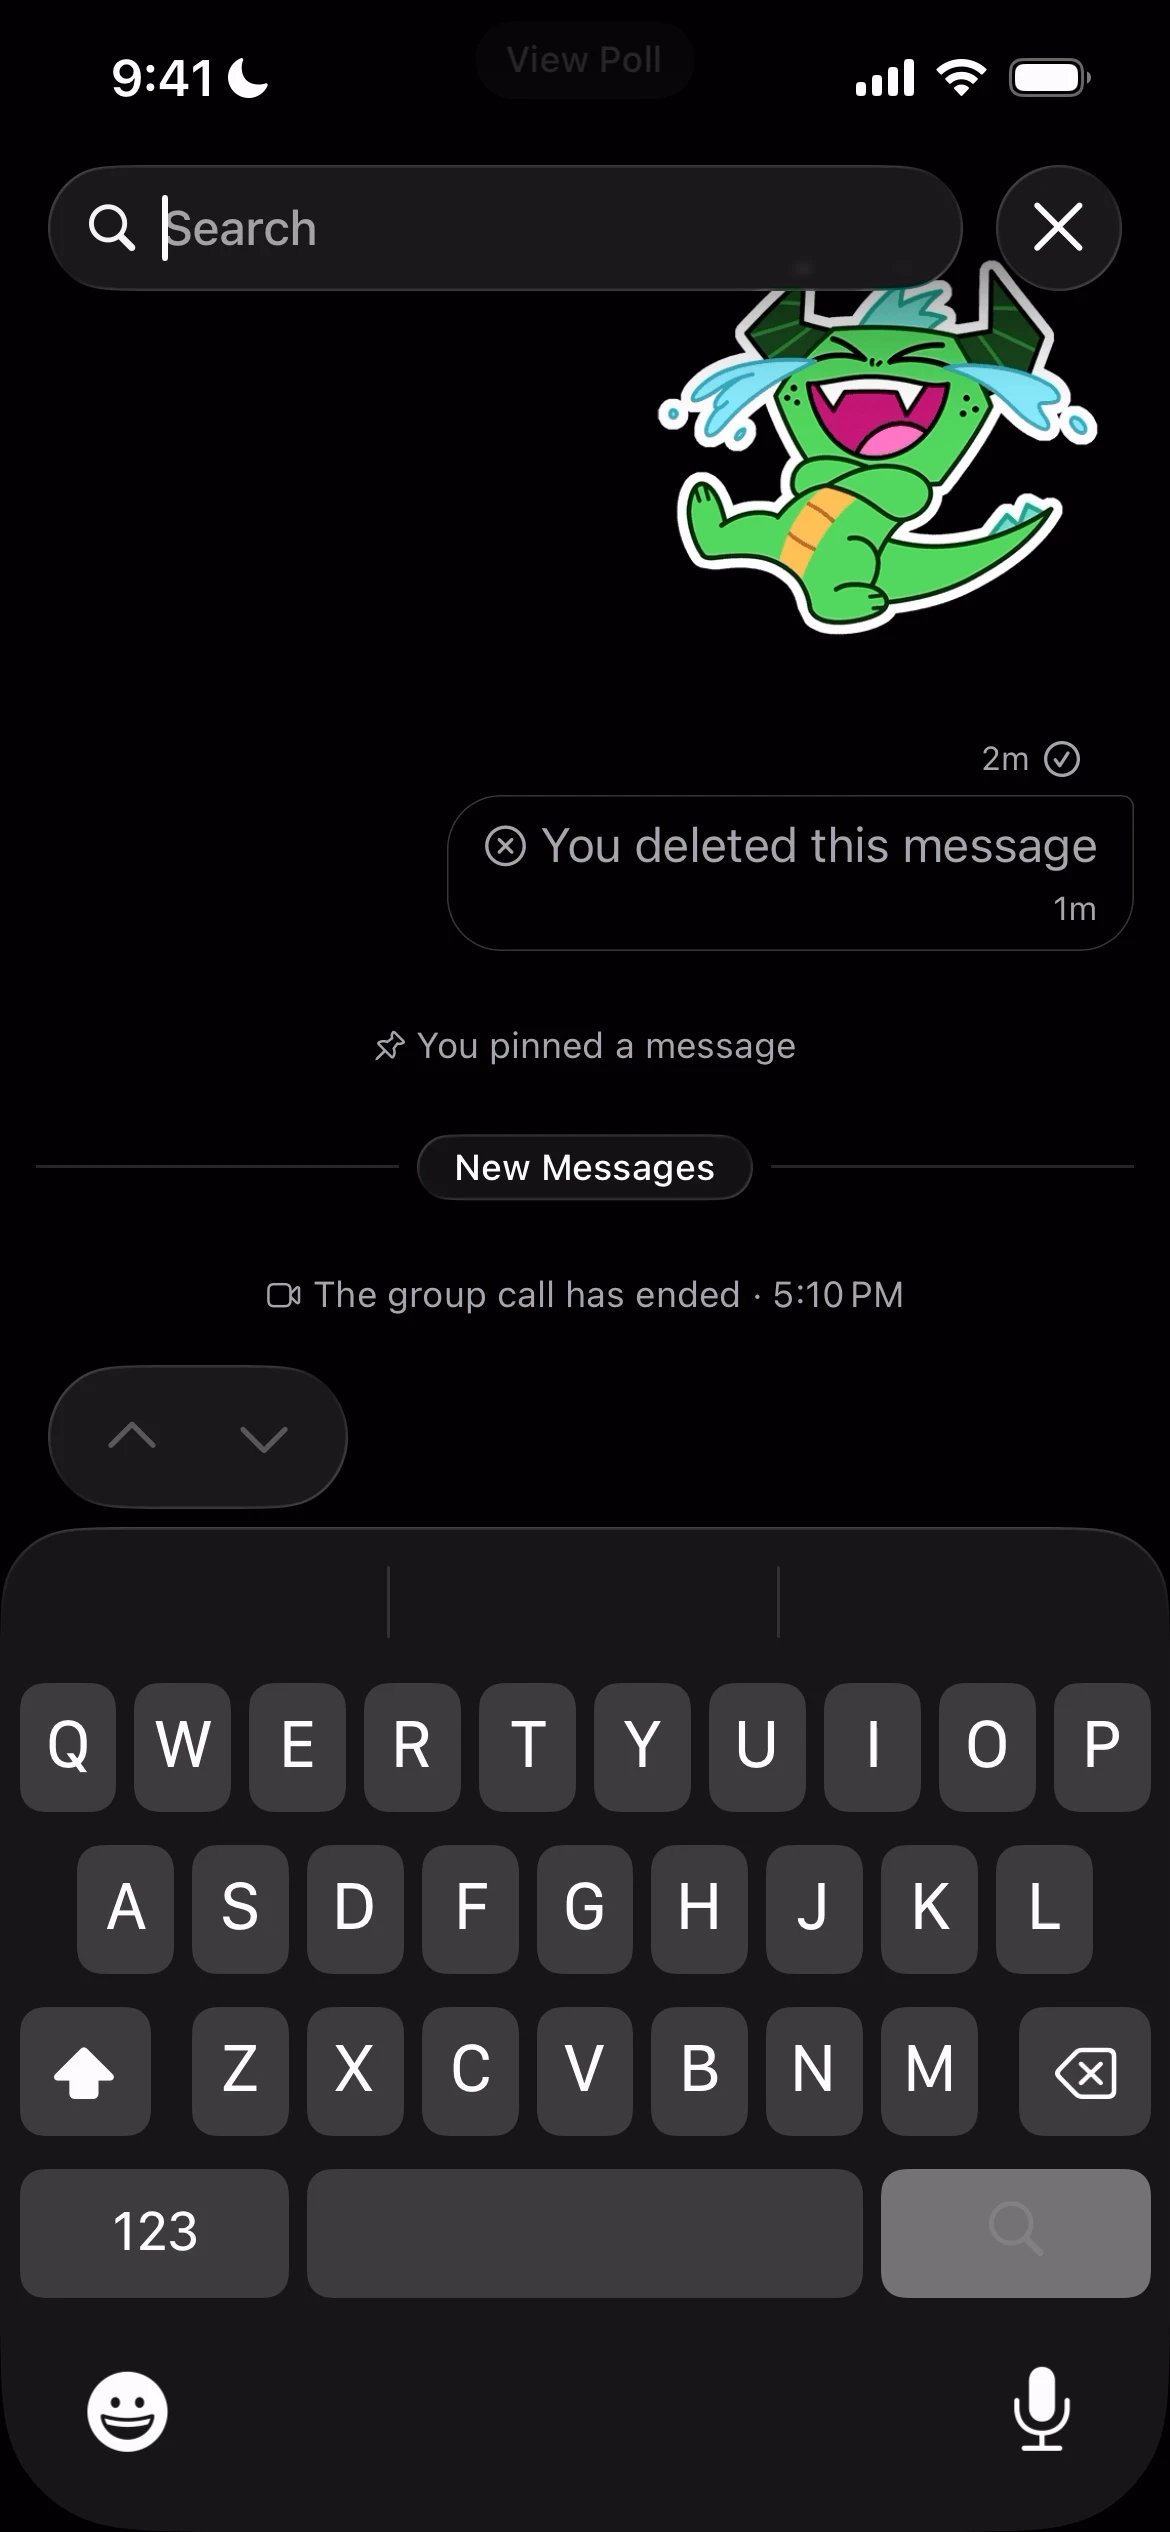 View Poll
9:41
Search
2m
You deleted this message
1m
You pinned a message
New Messages
The group call has ended · 5:10 PM
Q W E R T Y U I O P
A S D F G H J K L
Z X C V B N M
123